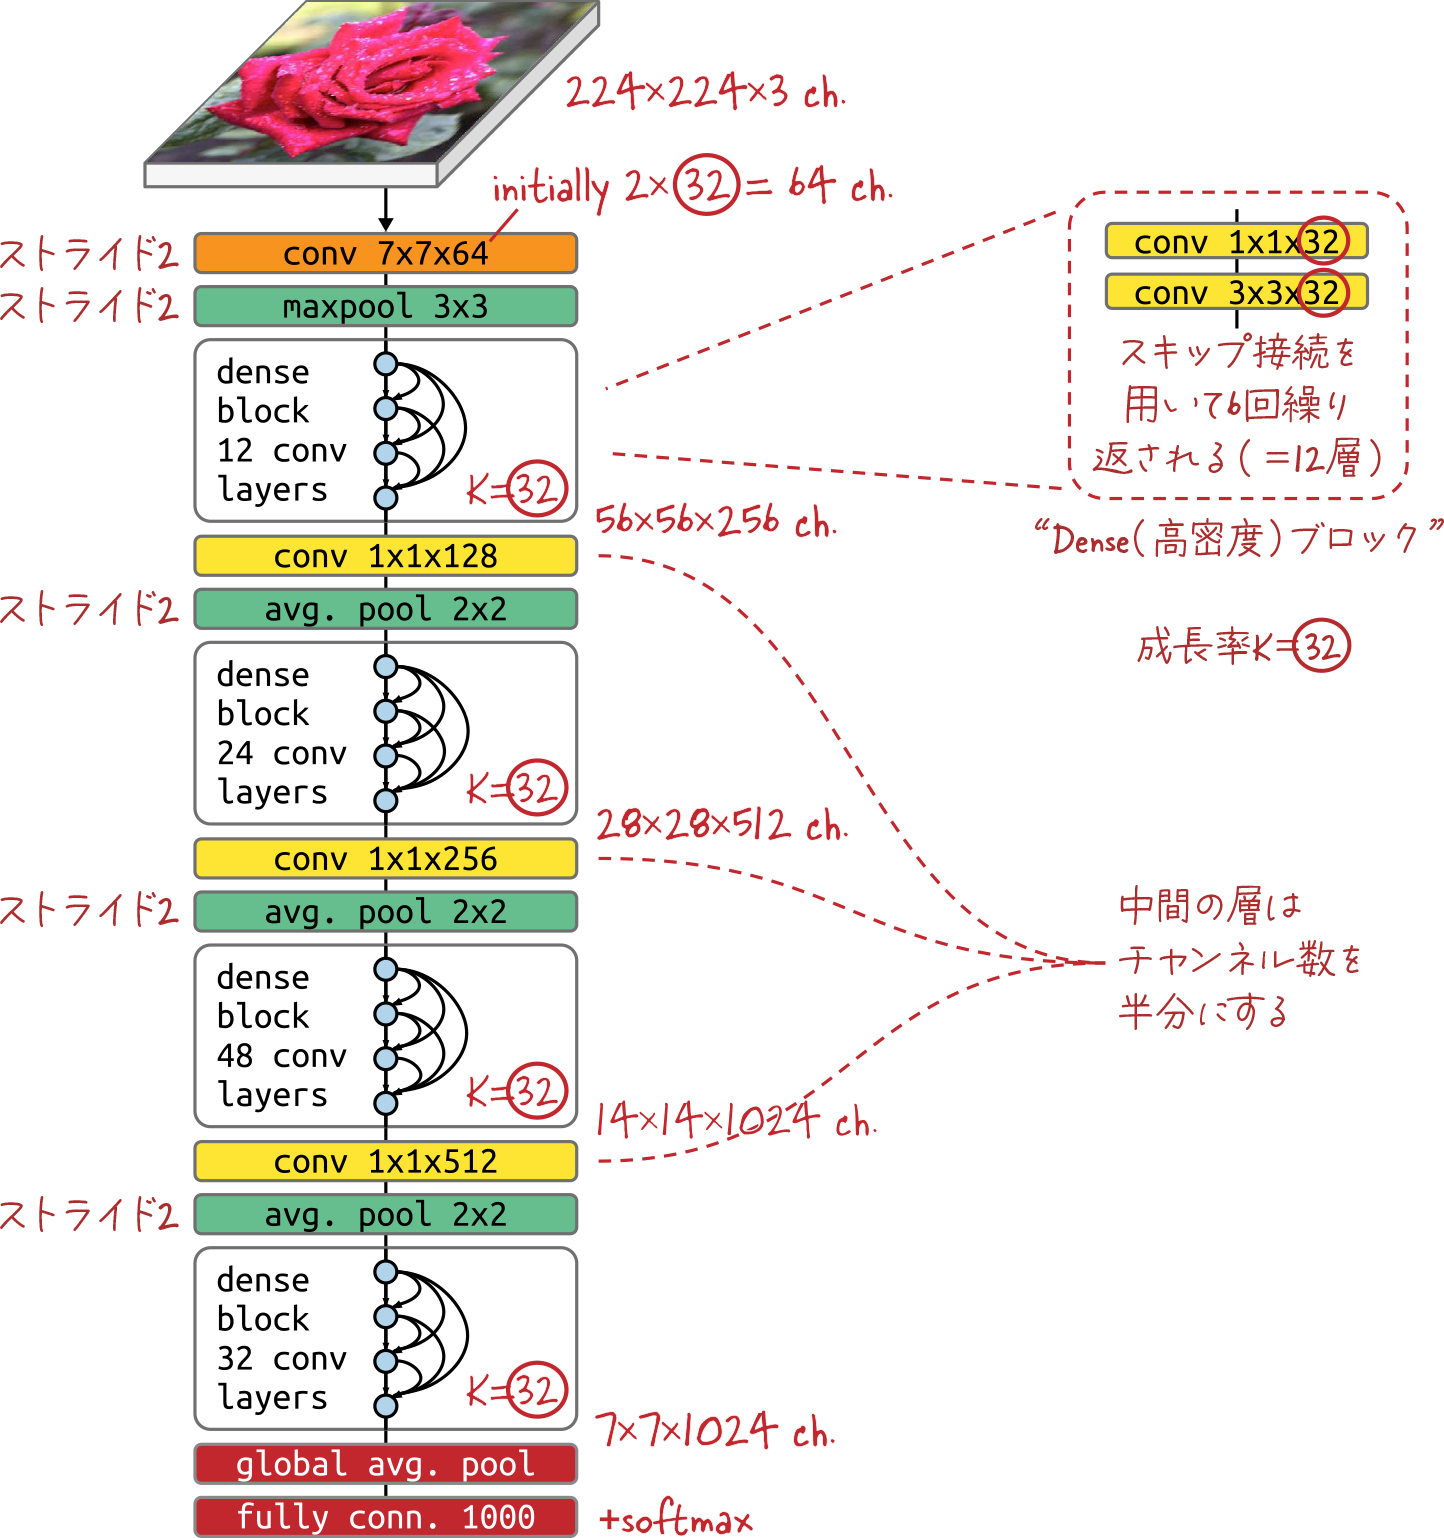 224×224×3 ch.
initially 2×32 = 64 ch.
ストライド2
conv 7x7x64
ストライド2
maxpool 3x3
dense
block
12 conv
layers
K=32
56×56×256 ch.
conv 1x1x128
ストライド2
avg. pool 2x2
dense
block
24 conv
layers
K=32
28×28×512 ch.
conv 1x1x256
ストライド2
avg. pool 2x2
dense
block
48 conv
layers
K=32
14×14×1024 ch.
conv 1x1x512
ストライド2
avg. pool 2x2
dense
block
32 conv
layers
K=32
7×7×1024 ch.
global avg. pool
fully conn. 1000
+softmax
conv 1x1x32
conv 3x3x32
スキップ接続を
用いて6回繰り
返される(=12層)
“Dense(高密度)ブロック”
成長率K=32
中間の層は
チャンネル数を
半分にする